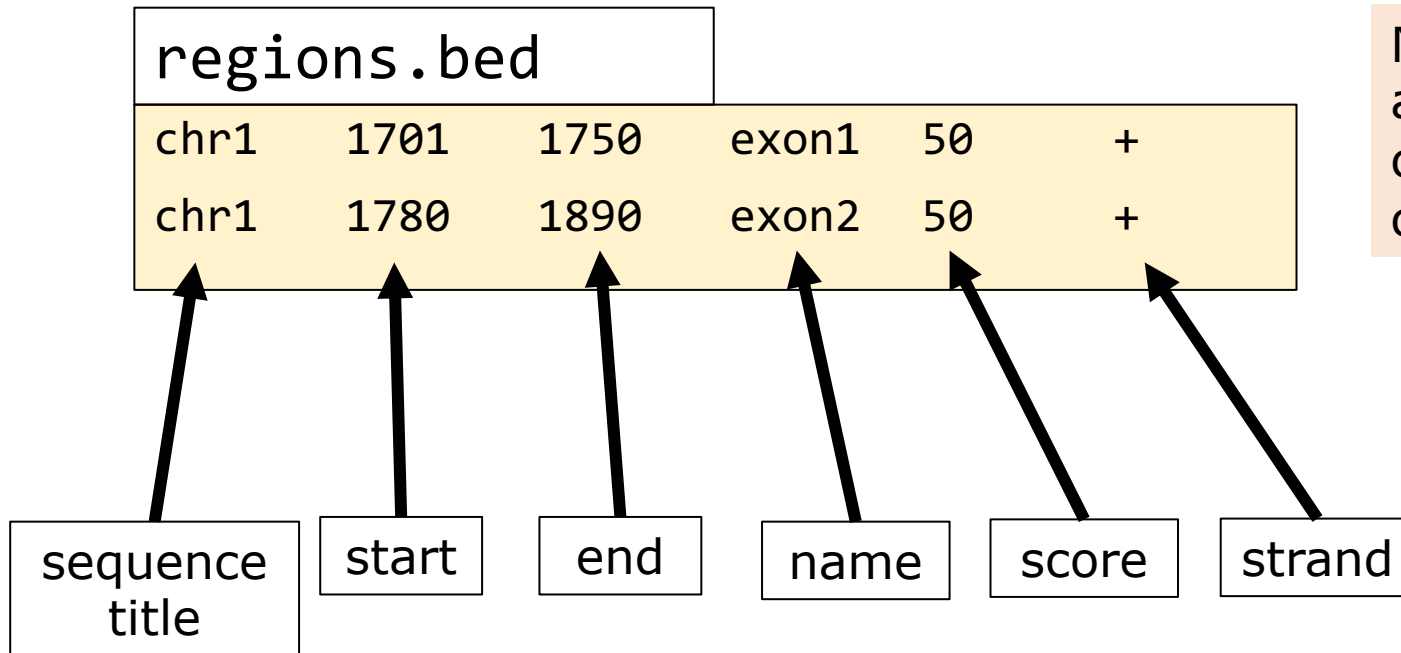 regions.bed
chr1 1701 1750 exon1 50 +
chr1 1780 1890 exon2 50 +
sequence
title
start
end
name
score
strand